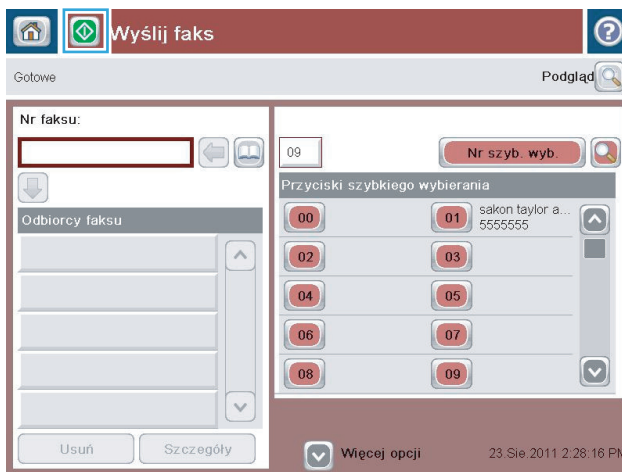 Wyślij faks
?
Gotowe
Podgląd
Nr faksu:
09
Nr szyb. wyb.
Przyciski szybkiego wybierania
Odbiorcy faksu
00
01
sakon taylor a...
5555555
02
03
04
05
06
07
08
09
Usuń
Szczegóły
Więcej opcji
23.Sie.2011 2:28:16 PM